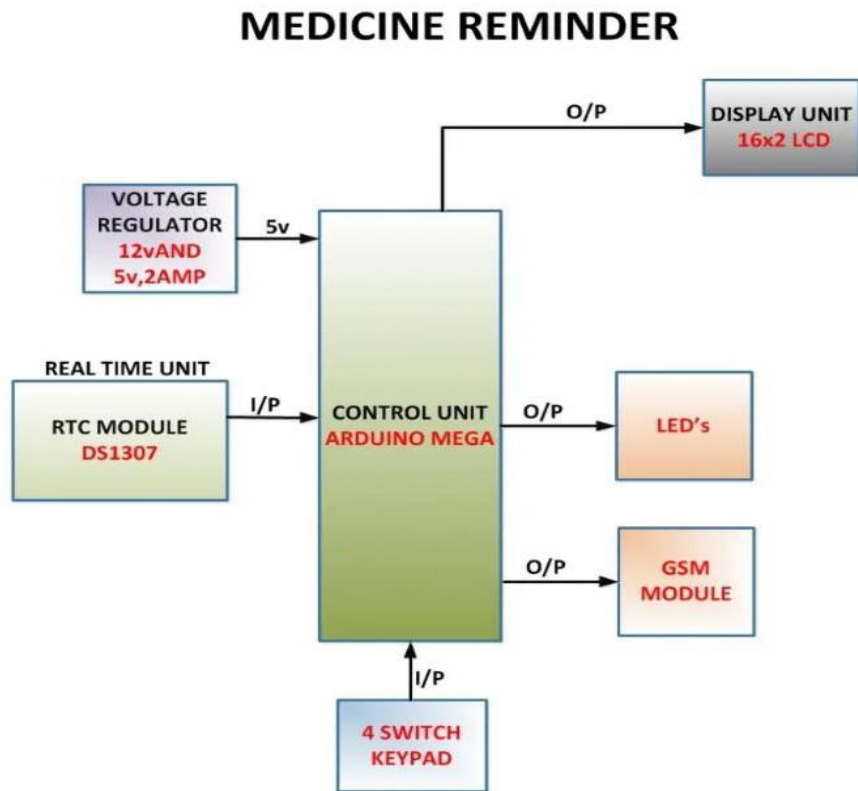 MEDICINE REMINDER
O/P
DISPLAY UNIT
16x2 LCD
VOLTAGE
REGULATOR
12vAND
5v,2AMP
5v
REAL TIME UNIT
RTC MODULE
DS1307
I/P
CONTROL UNIT
ARDUINO MEGA
O/P
LED's
O/P
GSM
MODULE
I/P
4 SWITCH
KEYPAD